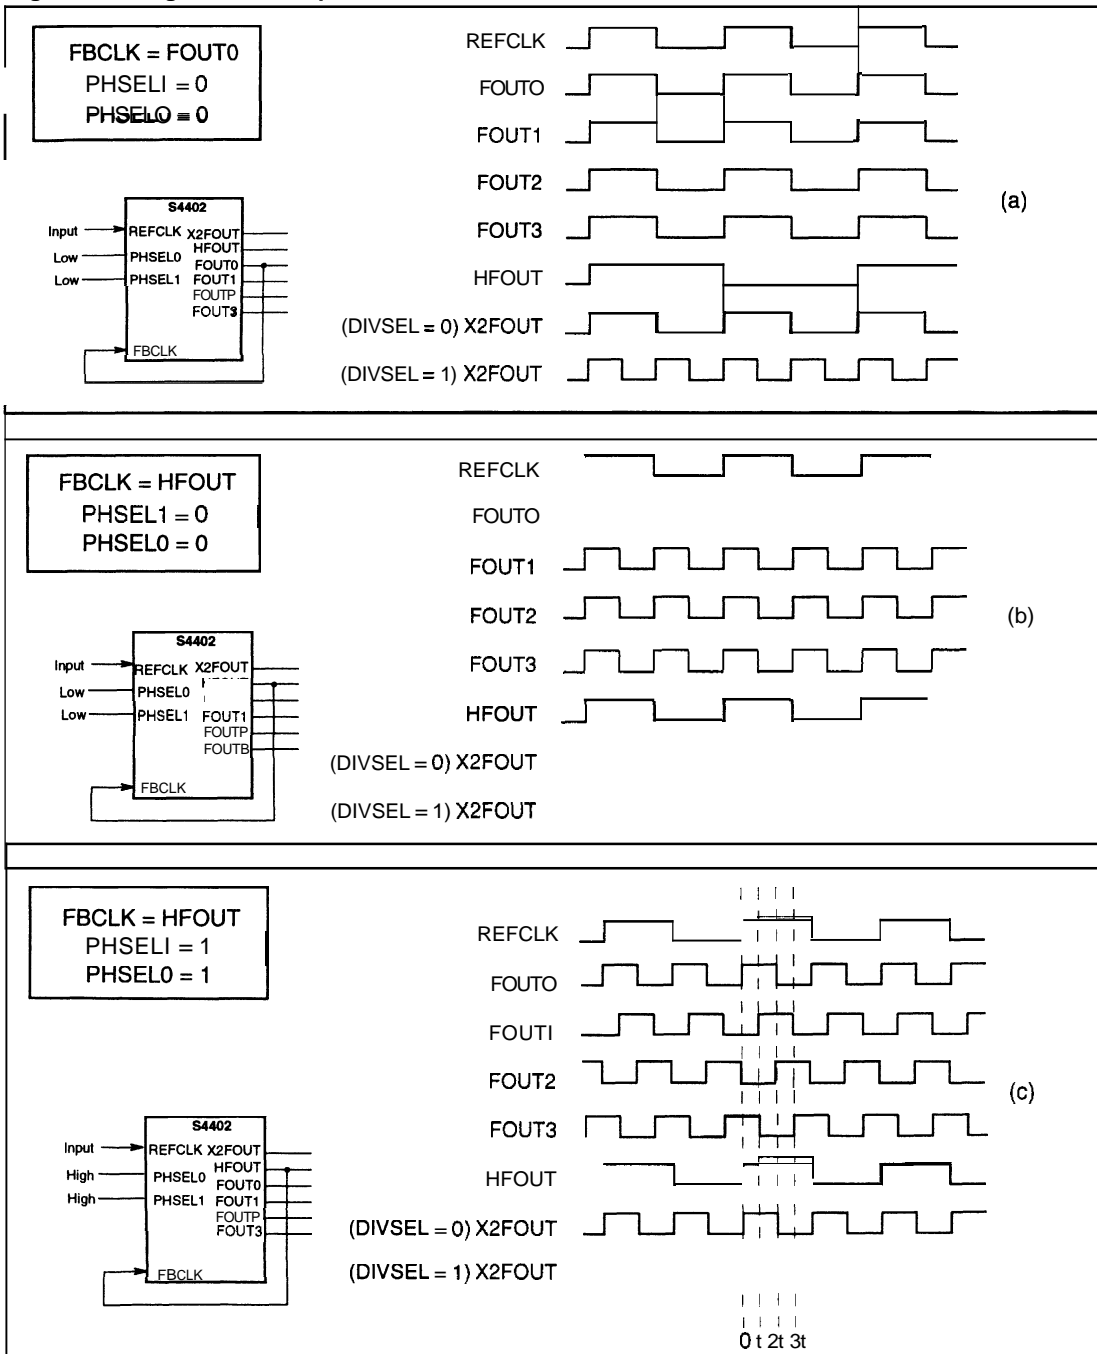 FBCLK = FOUT0
PHSELI = 0
PHSELO = 0
S4402
Input REFCLK X2FOUT
HFOUT
Low PHSEL0 FOUT0
Low PHSEL1 FOUT1
FOUTP
FOUT3
FBCLK
REFCLK
FOUTO
FOUT1
FOUT2
FOUT3
HFOUT
(DIVSEL = 0) X2FOUT
(DIVSEL = 1) X2FOUT
(a)
FBCLK = HFOUT
PHSEL1 = 0
PHSEL0 = 0
S4402
Input REFCLK X2FOUT
Low PHSEL0
Low PHSEL1 FOUT1
FOUTP
FOUTB
FBCLK
REFCLK
FOUTO
FOUT1
FOUT2
FOUT3
HFOUT
(DIVSEL = 0) X2FOUT
(DIVSEL = 1) X2FOUT
(b)
FBCLK = HFOUT
PHSELI = 1
PHSEL0 = 1
S4402
Input REFCLK X2FOUT
HFOUT
High PHSEL0 FOUT0
High PHSEL1 FOUT1
FOUTP
FOUT3
FBCLK
REFCLK
FOUTO
FOUTI
FOUT2
FOUT3
HFOUT
(DIVSEL = 0) X2FOUT
(DIVSEL = 1) X2FOUT
0 t 2t 3t
(c)